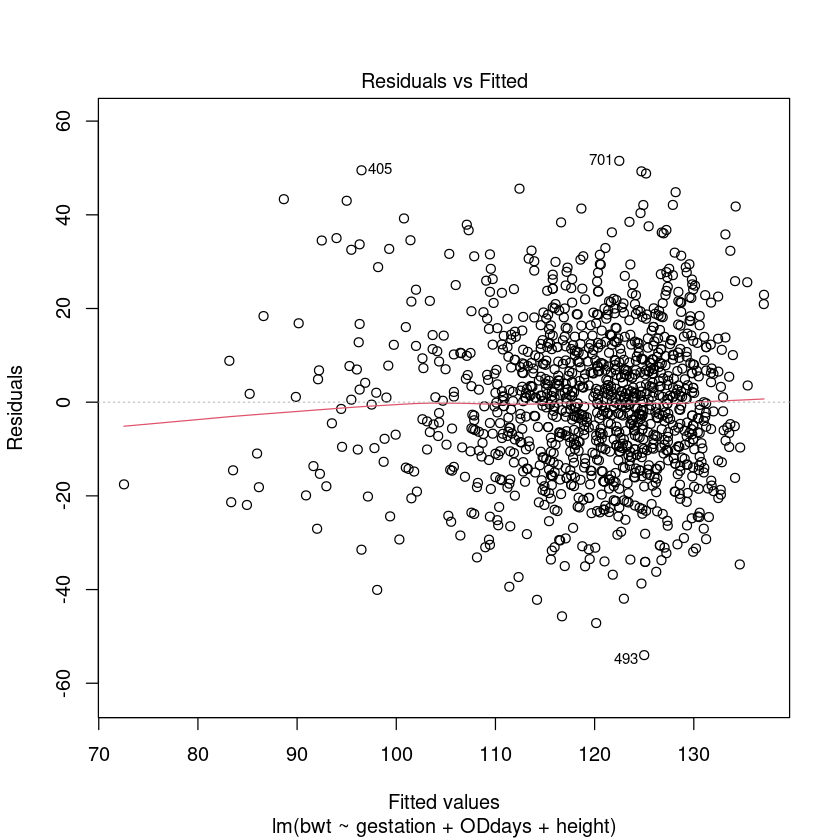 Residuals vs Fitted
60
40
20
0
-20
-40
-60
Residuals
405
701
493
70 80 90 100 110 120 130
Fitted values
lm(bwt ~ gestation + ODdays + height)